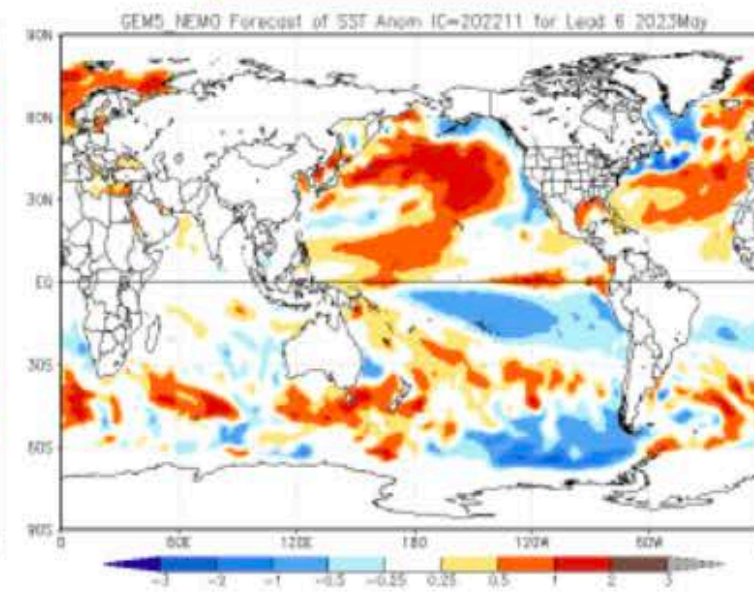 GEM5_NEMO Forecast of SST Anom IC=202211 for Lead 6 2023May
90N
60N
30N
EQ
30S
60S
90S
0 60E 120E 180 120W 60W
-3 -2 -1 -0.5 -0.25 0.25 0.5 1 2 3